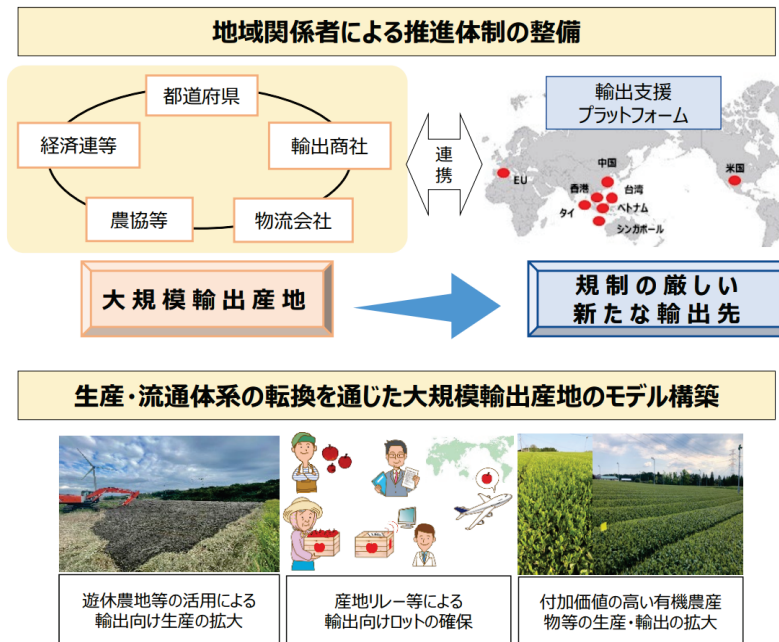 地域関係者による推進体制の整備
都道府県
経済連等
輸出商社
農協等
物流会社
連
携
輸出支援
プラットフォーム
EU
中国
米国
香港
台湾
タイ
ベトナム
シンガポール
大規模輸出産地
規制の厳しい
新たな輸出先
生産・流通体系の転換を通じた大規模輸出産地のモデル構築
遊休農地等の活用による
輸出向け生産の拡大
産地リレー等による
輸出向けロットの確保
付加価値の高い有機農産
物等の生産・輸出の拡大